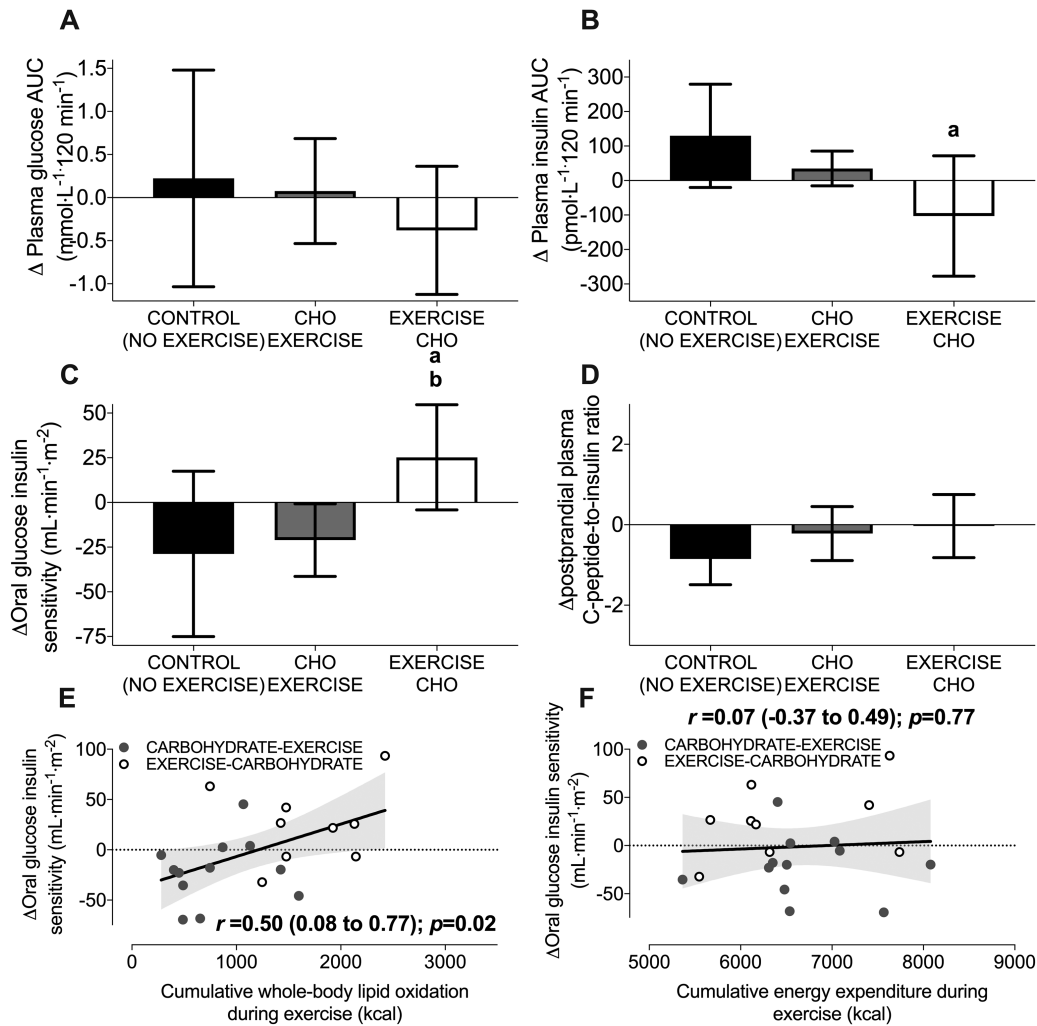 A
Δ Plasma glucose AUC
(mmol·L⁻¹·120 min⁻¹)
1.5
1.0
0.5
0.0
-0.5
-1.0
CONTROL
(NO EXERCISE)
CHO
EXERCISE
EXERCISE
CHO
B
Δ Plasma insulin AUC
(pmol·L⁻¹·120 min⁻¹)
300
200
100
0
-100
-200
-300
a
CONTROL
(NO EXERCISE)
CHO
EXERCISE
EXERCISE
CHO
C
ΔOral glucose insulin
sensitivity (mL·min⁻¹·m⁻²)
50
25
0
-25
-50
-75
a
b
CONTROL
(NO EXERCISE)
CHO
EXERCISE
EXERCISE
CHO
D
Δpostprandial plasma
C-peptide-to-insulin ratio
2
0
-2
CONTROL
(NO EXERCISE)
CHO
EXERCISE
EXERCISE
CHO
E
ΔOral glucose insulin
sensitivity (mL·min⁻¹·m⁻²)
100
50
0
-50
CARBOHYDRATE-EXERCISE
EXERCISE-CARBOHYDRATE
r =0.50 (0.08 to 0.77); p=0.02
0 1000 2000 3000
Cumulative whole-body lipid oxidation
during exercise (kcal)
F
ΔOral glucose insulin sensitivity
(mL·min⁻¹·m⁻²)
r =0.07 (-0.37 to 0.49); p=0.77
100
50
0
-50
CARBOHYDRATE-EXERCISE
EXERCISE-CARBOHYDRATE
5000 6000 7000 8000 9000
Cumulative energy expenditure during
exercise (kcal)